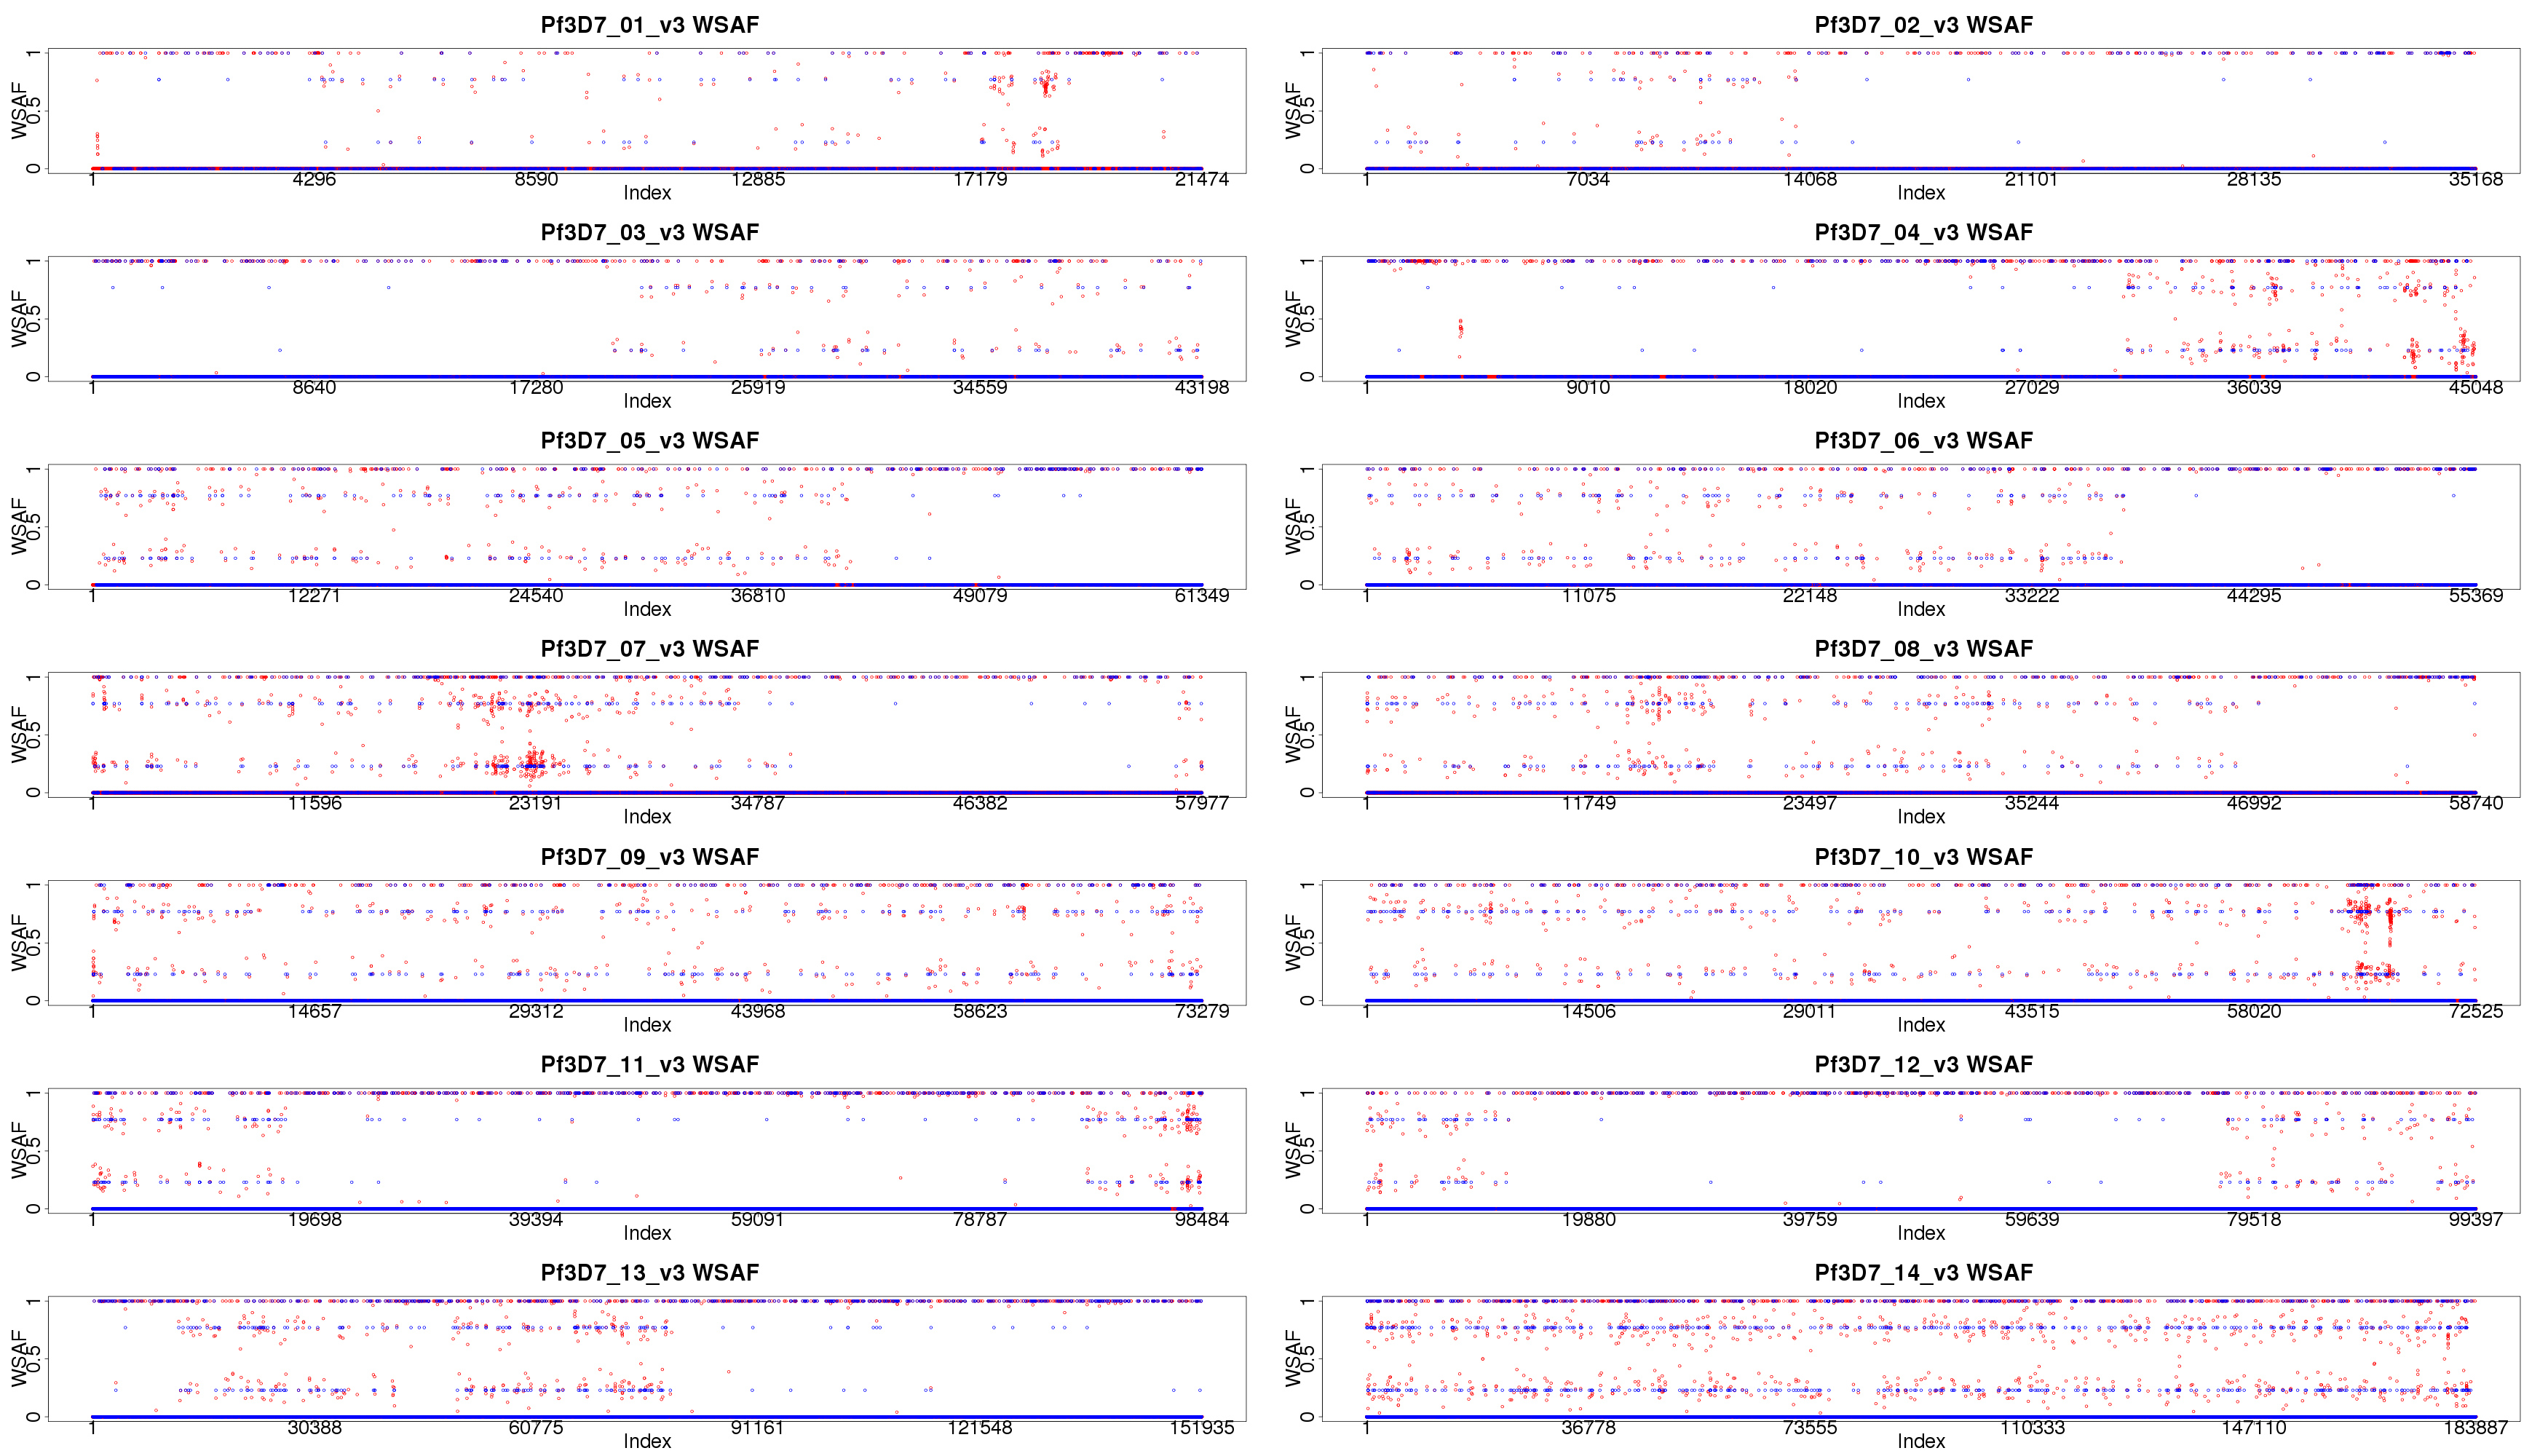 Pf3D7_01_v3 WSAF
WSAF
0 0.5 1
1 4296 8590 12885 17179 21474
Index
Pf3D7_02_v3 WSAF
WSAF
0 0.5 1
1 7034 14068 21101 28135 35168
Index
Pf3D7_03_v3 WSAF
WSAF
0 0.5 1
1 8640 17280 25919 34559 43198
Index
Pf3D7_04_v3 WSAF
WSAF
0 0.5 1
1 9010 18020 27029 36039 45048
Index
Pf3D7_05_v3 WSAF
WSAF
0 0.5 1
1 12271 24540 36810 49079 61349
Index
Pf3D7_06_v3 WSAF
WSAF
0 0.5 1
1 11075 22148 33222 44295 55369
Index
Pf3D7_07_v3 WSAF
WSAF
0 0.5 1
1 11596 23191 34787 46382 57977
Index
Pf3D7_08_v3 WSAF
WSAF
0 0.5 1
1 11749 23497 35244 46992 58740
Index
Pf3D7_09_v3 WSAF
WSAF
0 0.5 1
1 14657 29312 43968 58623 73279
Index
Pf3D7_10_v3 WSAF
WSAF
0 0.5 1
1 14506 29011 43515 58020 72525
Index
Pf3D7_11_v3 WSAF
WSAF
0 0.5 1
1 19698 39394 59091 78787 98484
Index
Pf3D7_12_v3 WSAF
WSAF
0 0.5 1
1 19880 39759 59639 79518 99397
Index
Pf3D7_13_v3 WSAF
WSAF
0 0.5 1
1 30388 60775 91161 121548 151935
Index
Pf3D7_14_v3 WSAF
WSAF
0 0.5 1
1 36778 73555 110333 147110 183887
Index